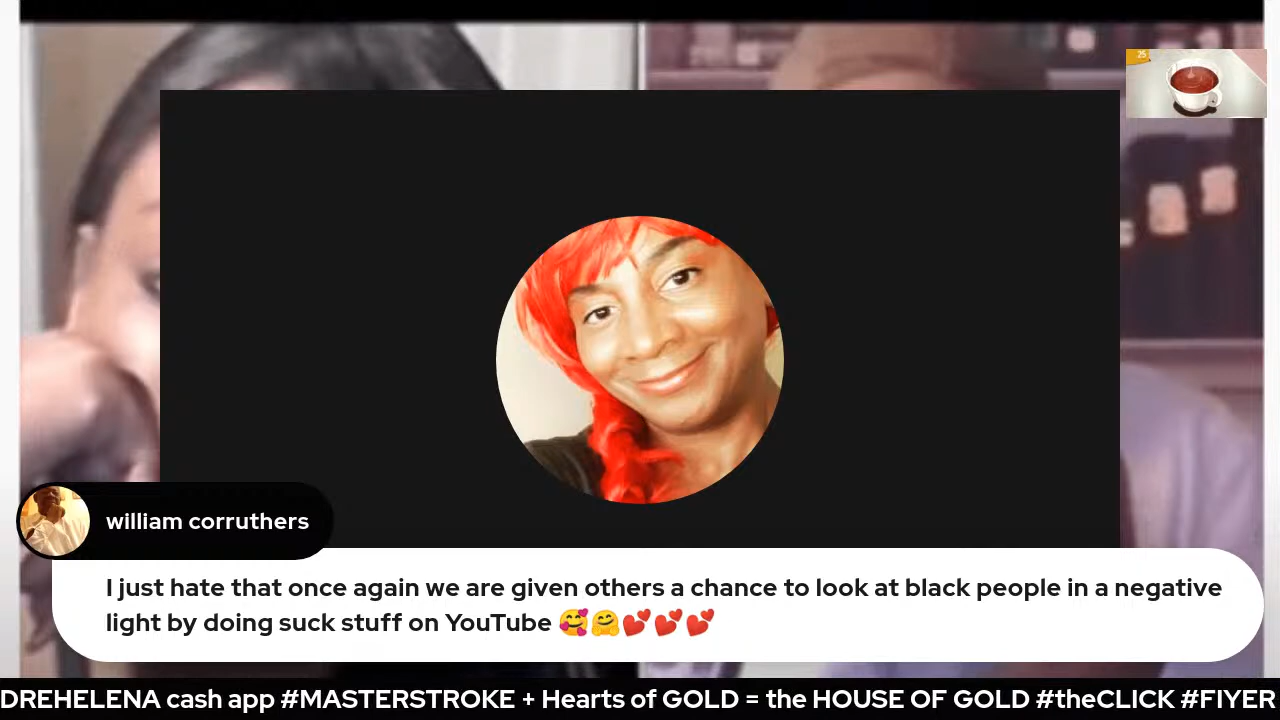 25
william corruthers
I just hate that once again we are given others a chance to look at black people in a negative
light by doing suck stuff on YouTube 🥰🤗💕💕💕
DREHELENA cash app #MASTERSTROKE + Hearts of GOLD = the HOUSE OF GOLD #theCLICK #FIYER